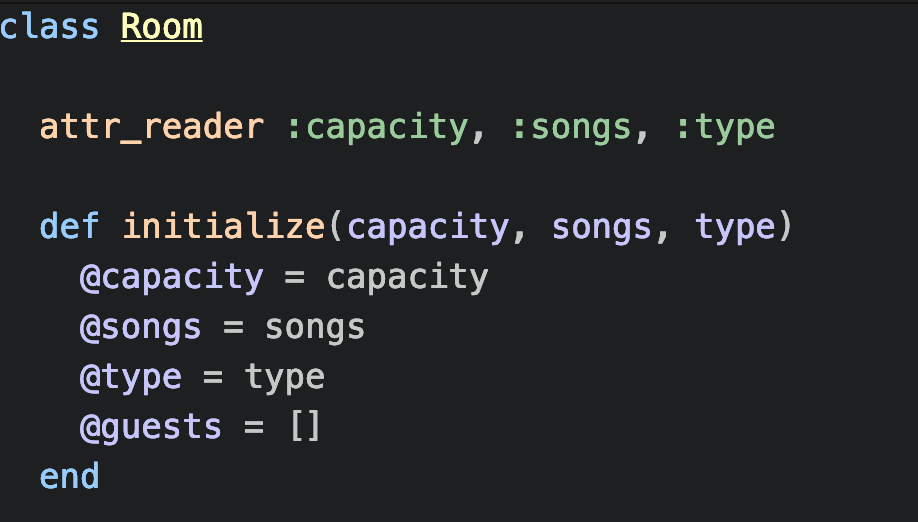 class Room
attr_reader :capacity, :songs, :type
def initialize(capacity, songs, type)
@capacity = capacity
@songs = songs
@type = type
@guests = []
end